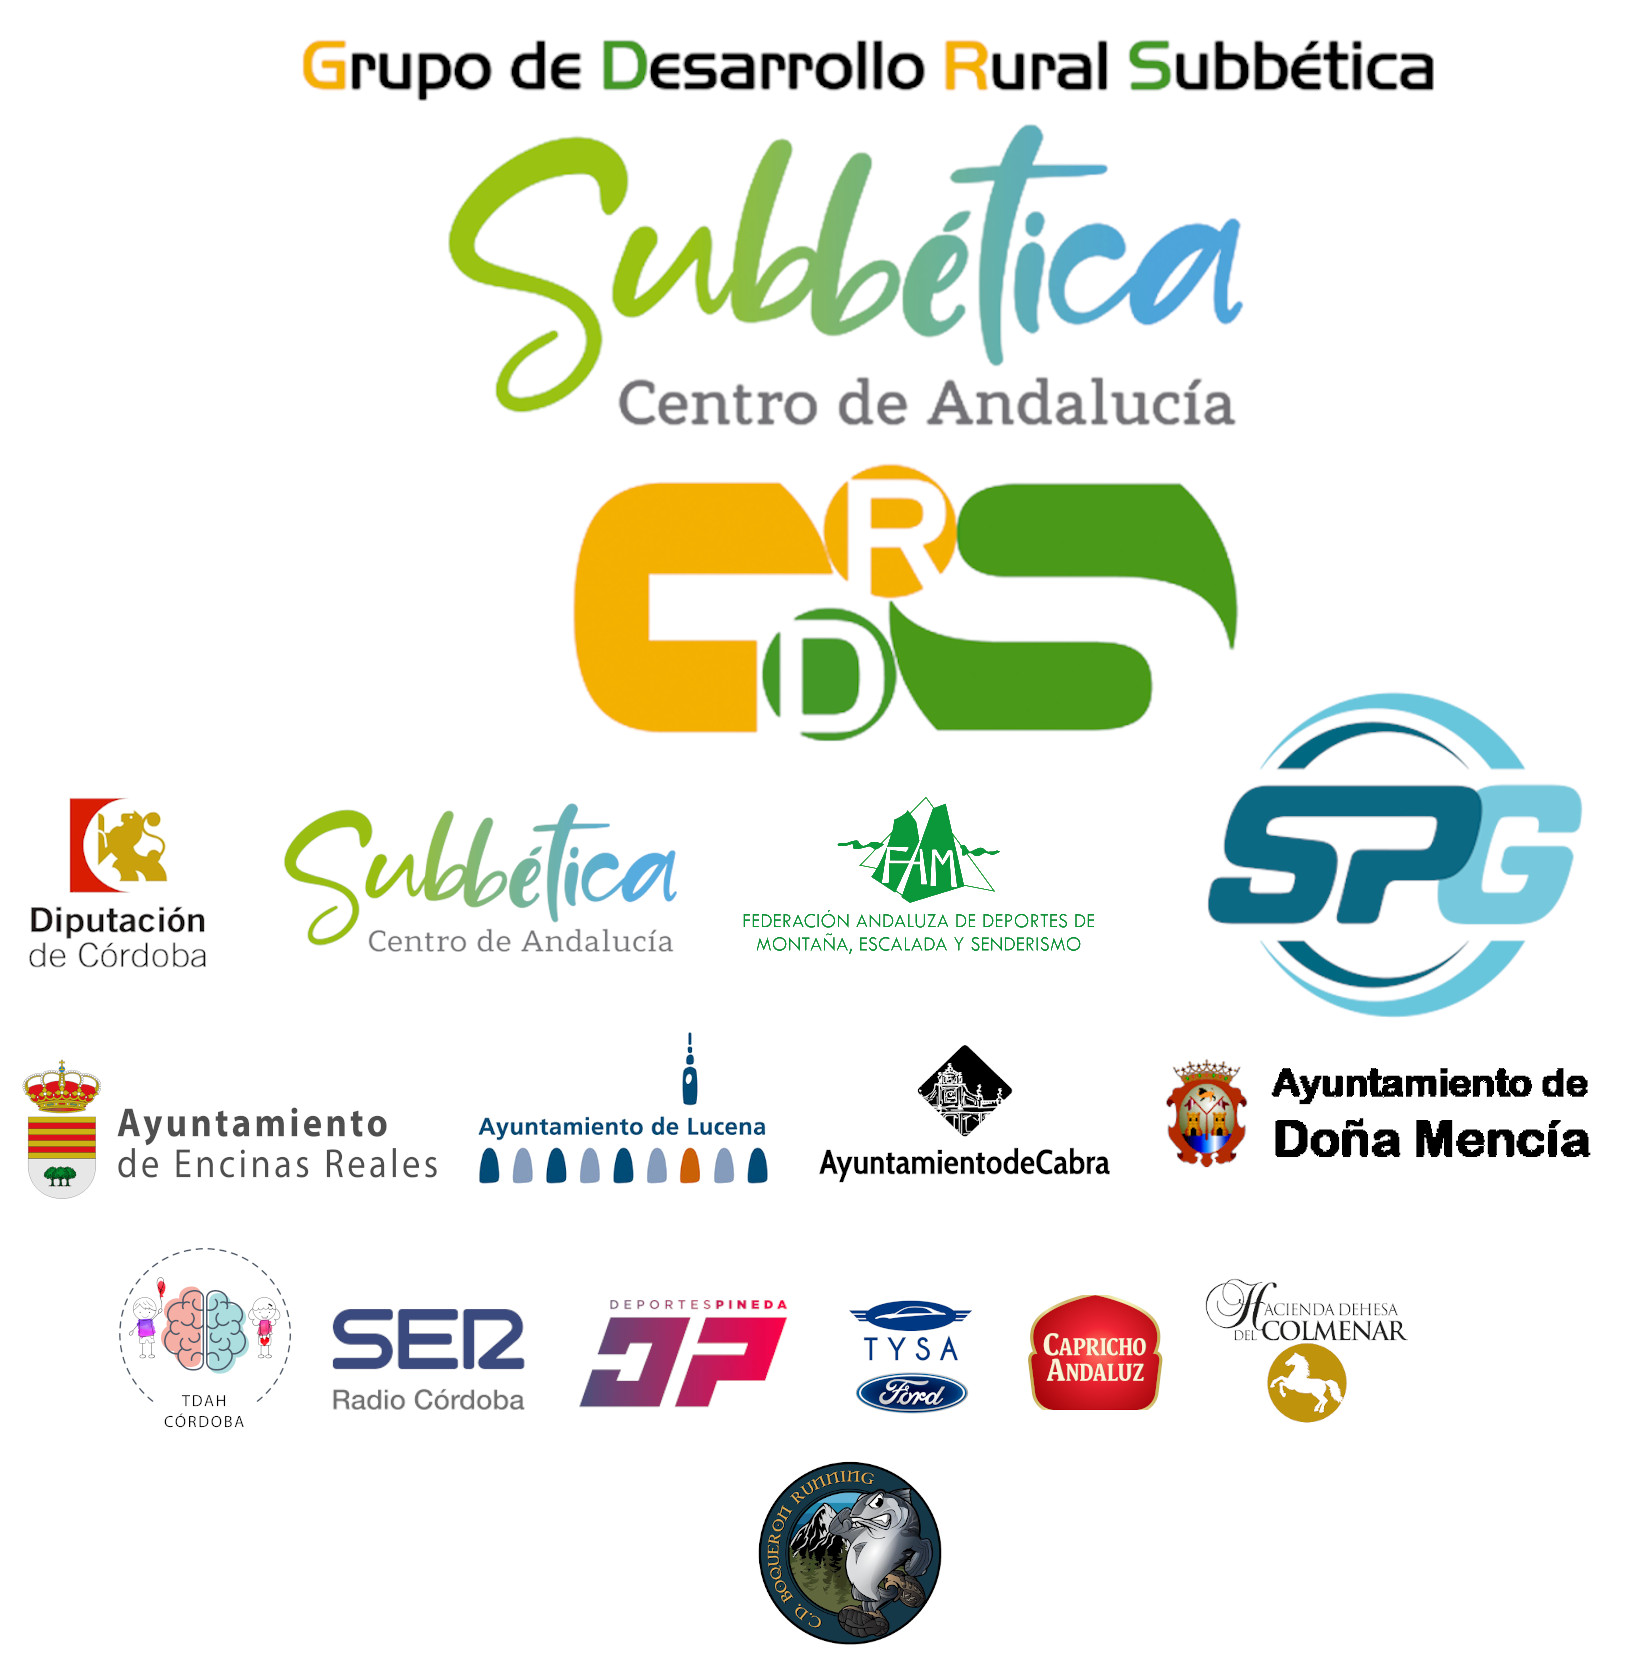 Grupo de Desarrollo Rural Subbética
Subbética
Centro de Andalucía
GDRS
Diputación
de Córdoba
Subbética
Centro de Andalucía
FAM
FEDERACIÓN ANDALUZA DE DEPORTES DE
MONTAÑA, ESCALADA Y SENDERISMO
SPG
Ayuntamiento
de Encinas Reales
Ayuntamiento de Lucena
AyuntamientodeCabra
Ayuntamiento de
Doña Mencía
TDAH
CÓRDOBA
SER
Radio Córdoba
DEPORTESPINEDA
DP
TYSA
Ford
CAPRICHO
ANDALUZ
HACIENDA DEHESA
DEL COLMENAR
C.D. BOQUERON RUNNING